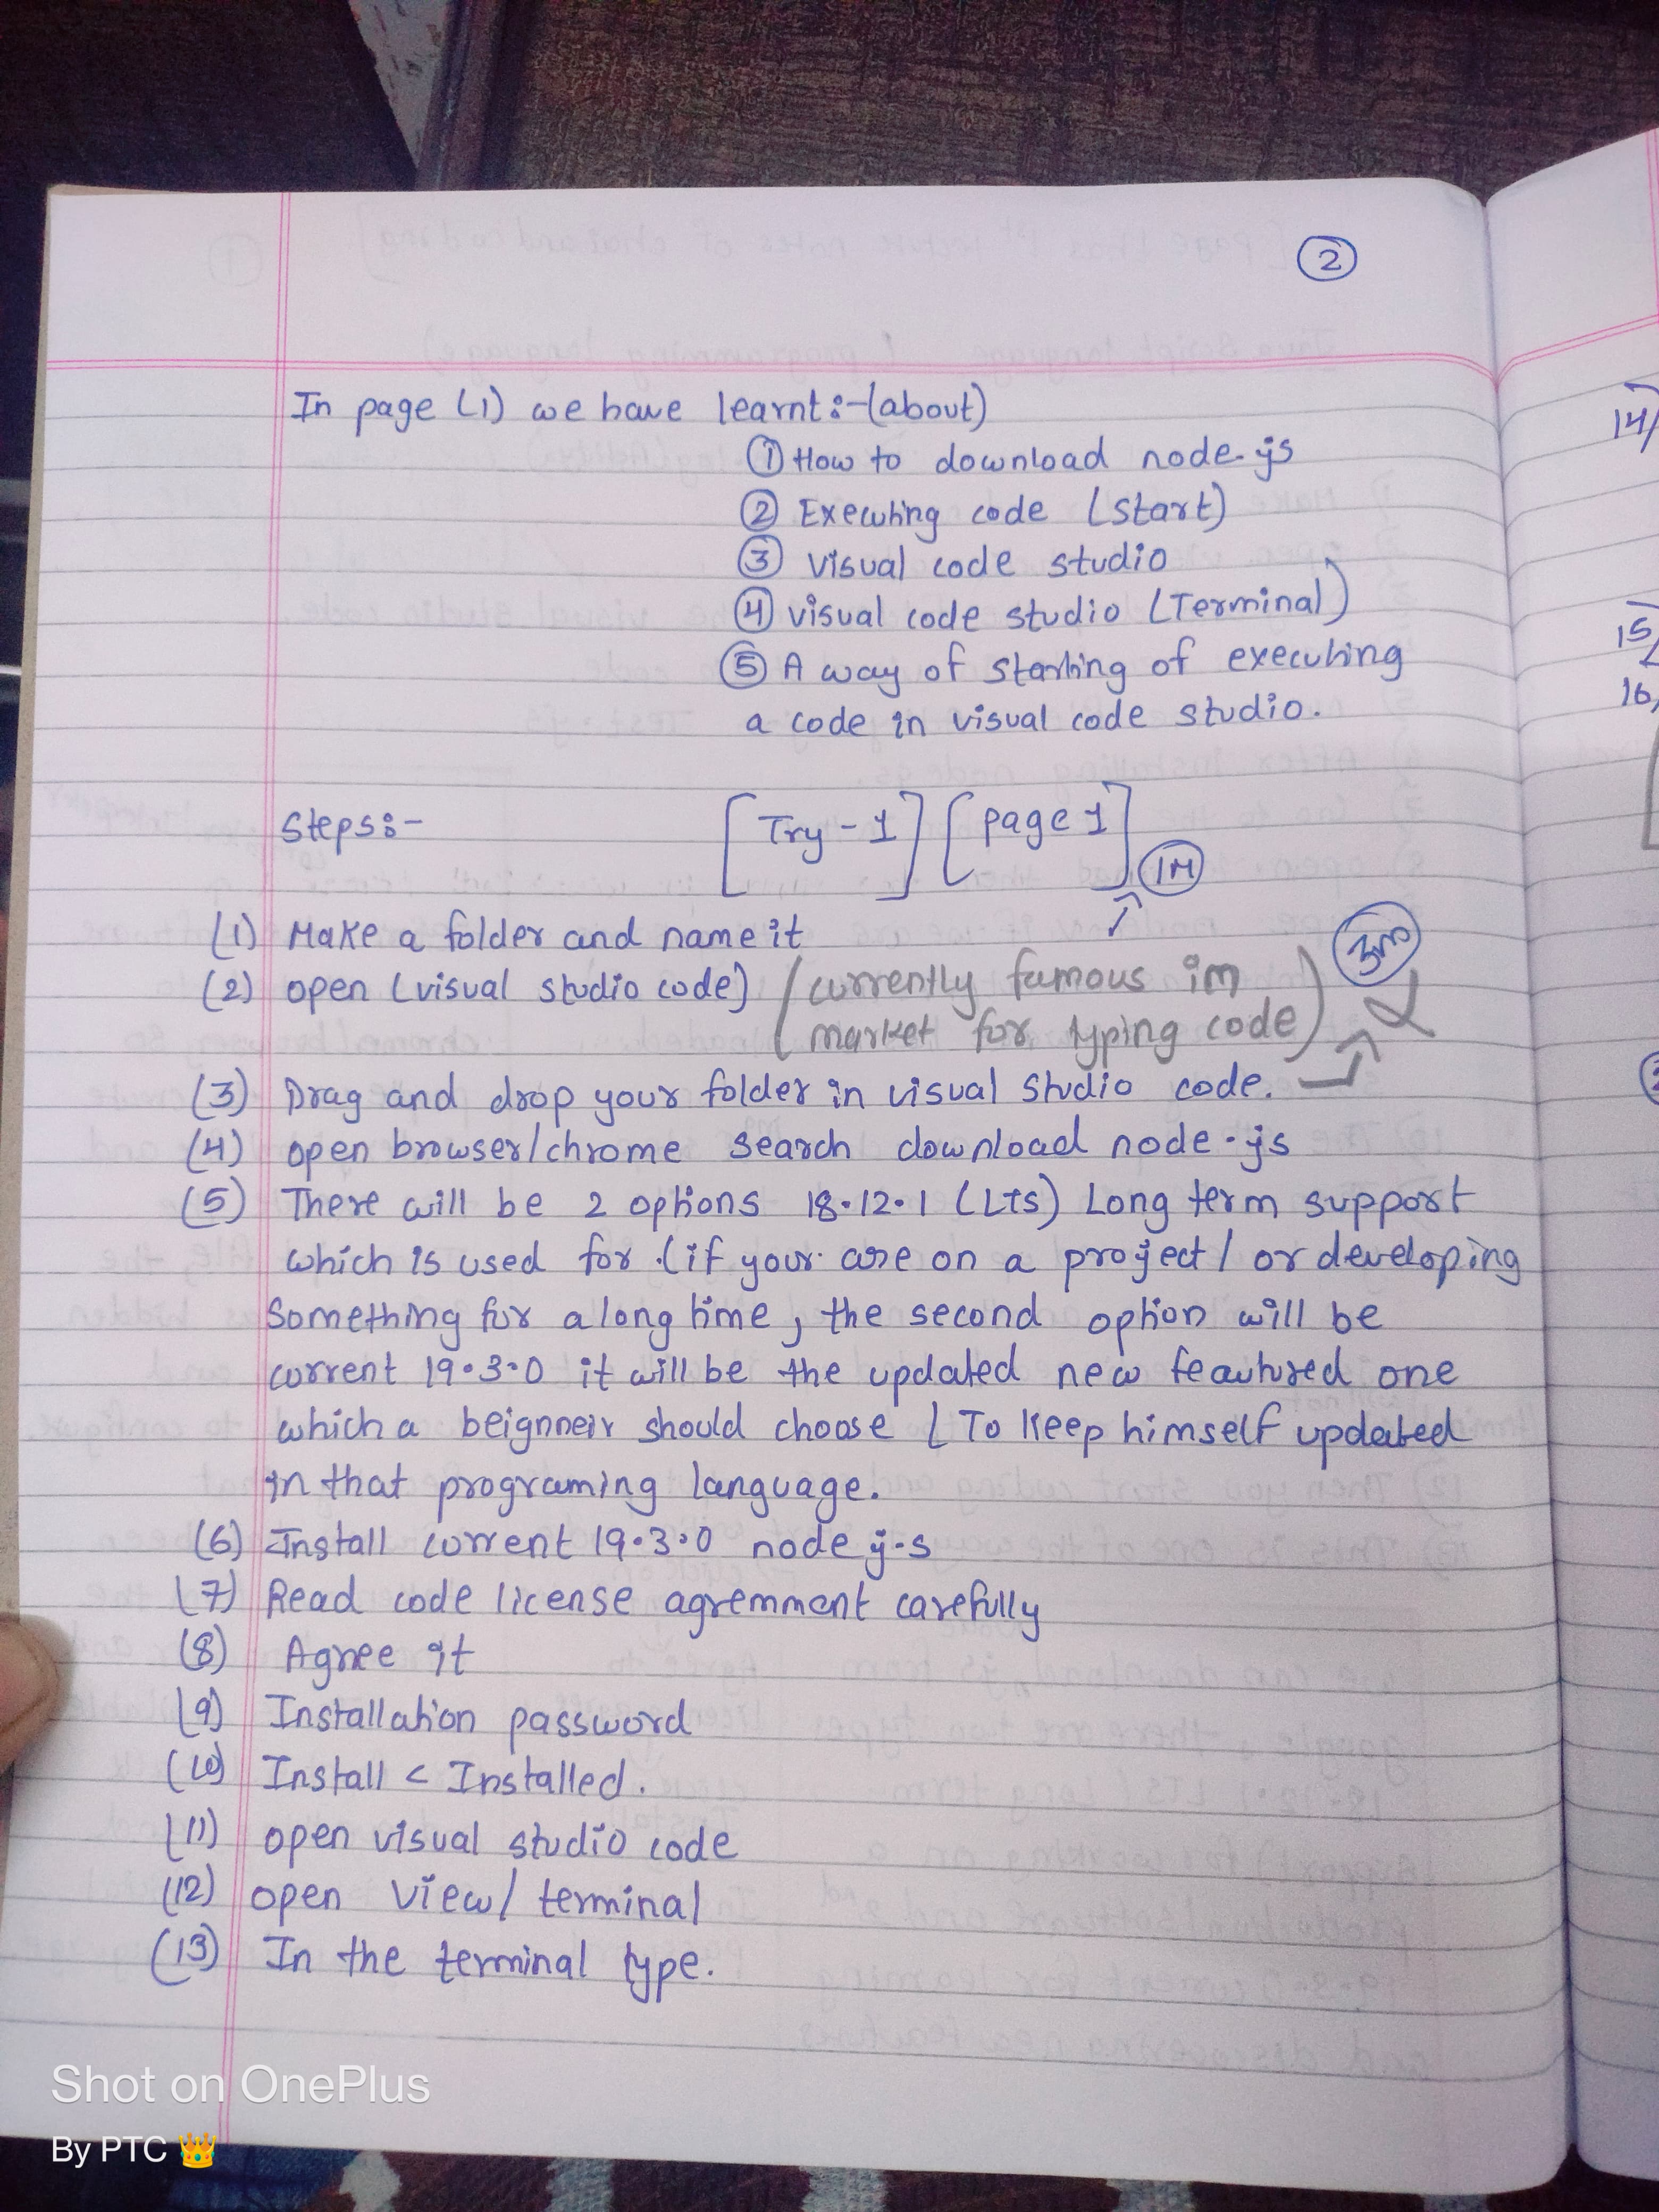 2
In page (1) we have learnt:-(about)
① How to download node.js
② Executing code (start)
③ visual code studio
④ visual code studio (Terminal)
⑤ A way of starting of executing
a code in visual code studio.
Steps:- [Try-1] [page 1] 1M
(1) Make a folder and name it
(2) open (visual studio code) (currently famous in 3m
market for typing code)
(3) Drag and drop your folder in visual studio code.
(4) open browser/chrome search download node.js
(5) There will be 2 options 18.12.1 (LTS) Long term support
which is used for (if your are on a project / or developing
something for a long time, the second option will be
current 19.3.0 it will be the updated new feautured one
which a beignneir should choose (To keep himself updated
in that programing language.
(6) Install current 19.3.0 node j.s
(7) Read code license agremment carefully
(8) Agree it
(9) Installation password
(10) Install < Installed.
(11) open visual studio code
(12) open view/ terminal
(13) In the terminal type.
14)
15)
16)
Shot on OnePlus
By PTC 👑